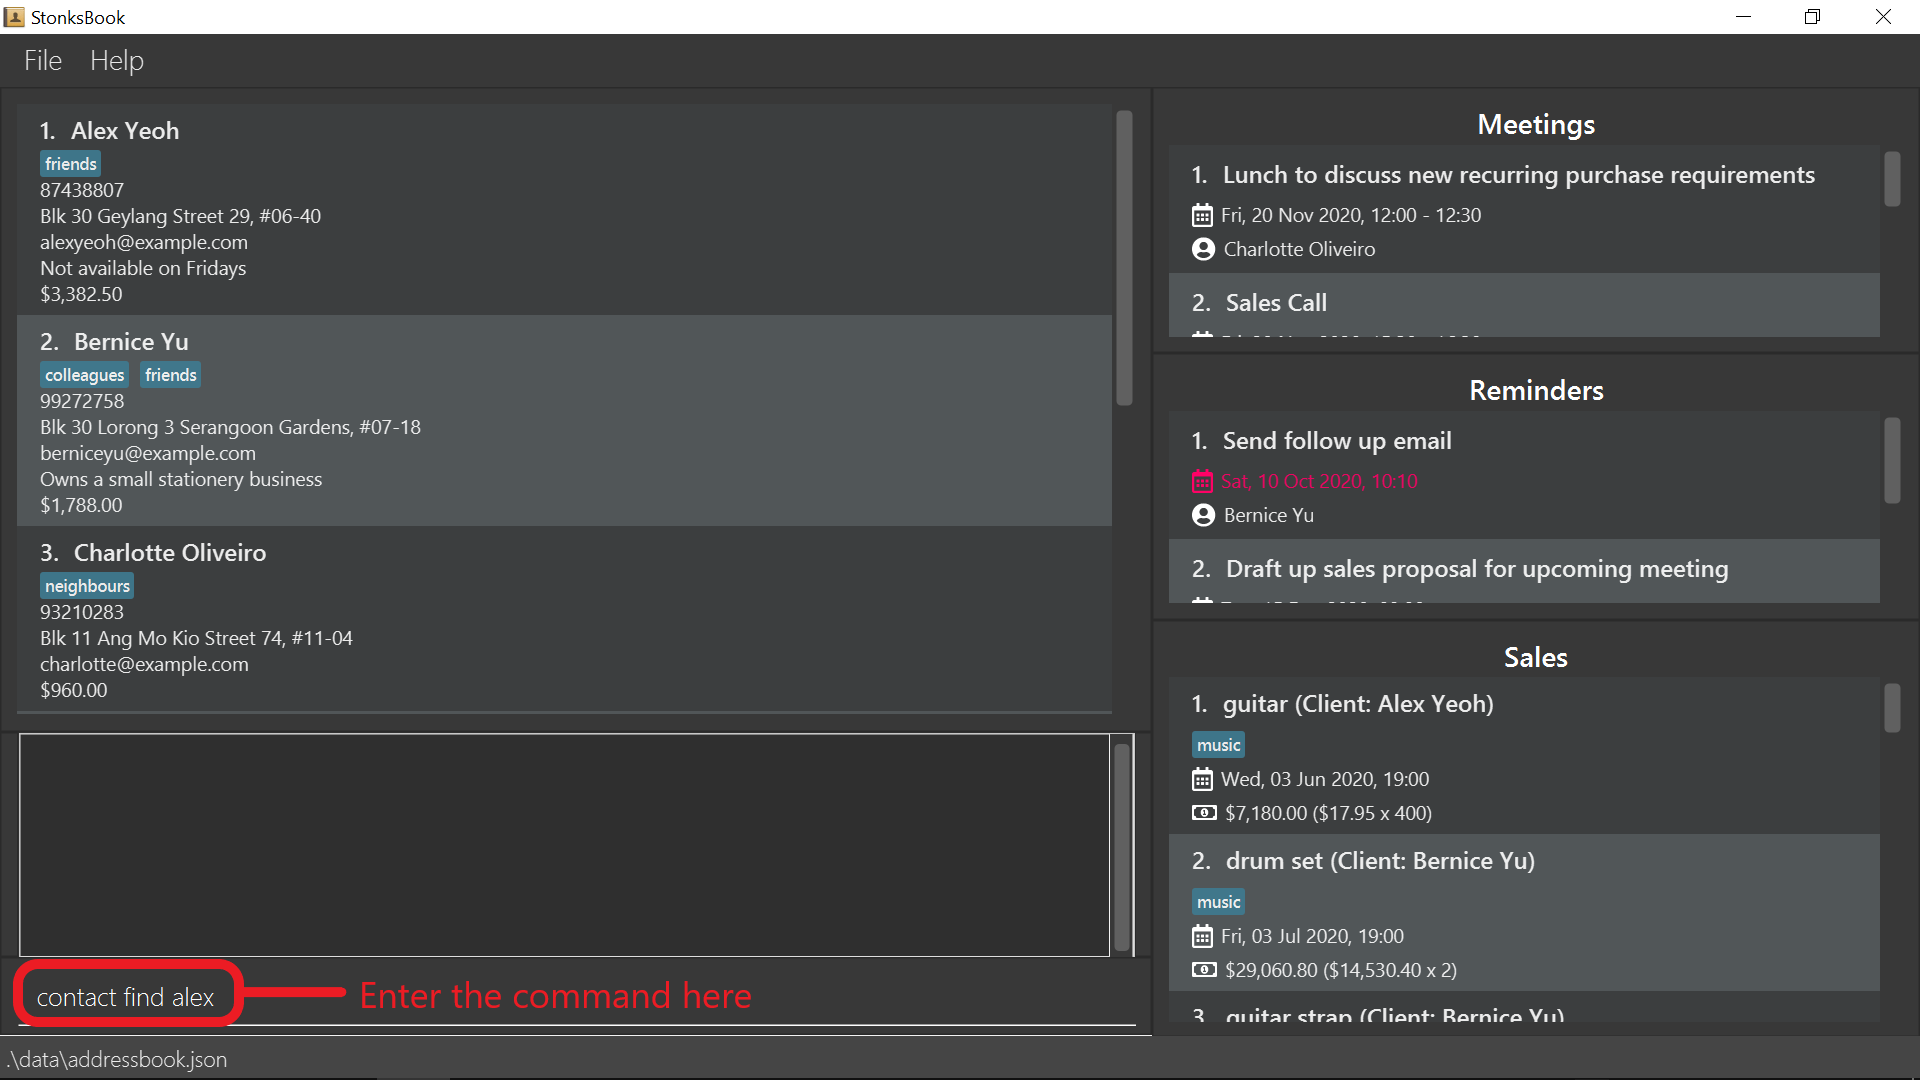 StonksBook
File Help
1. Alex Yeoh
friends
87438807
Blk 30 Geylang Street 29, #06-40
alexyeoh@example.com
Not available on Fridays
$3,382.50
2. Bernice Yu
colleagues friends
99272758
Blk 30 Lorong 3 Serangoon Gardens, #07-18
berniceyu@example.com
Owns a small stationery business
$1,788.00
3. Charlotte Oliveiro
neighbours
93210283
Blk 11 Ang Mo Kio Street 74, #11-04
charlotte@example.com
$960.00
contact find alex
Enter the command here
.\data\addressbook.json
Meetings
1. Lunch to discuss new recurring purchase requirements
Fri, 20 Nov 2020, 12:00 - 12:30
Charlotte Oliveiro
2. Sales Call
Reminders
1. Send follow up email
Sat, 10 Oct 2020, 10:10
Bernice Yu
2. Draft up sales proposal for upcoming meeting
Sales
1. guitar (Client: Alex Yeoh)
music
Wed, 03 Jun 2020, 19:00
$7,180.00 ($17.95 x 400)
2. drum set (Client: Bernice Yu)
music
Fri, 03 Jul 2020, 19:00
$29,060.80 ($14,530.40 x 2)
3. guitar strap (Client: Bernice Yu)